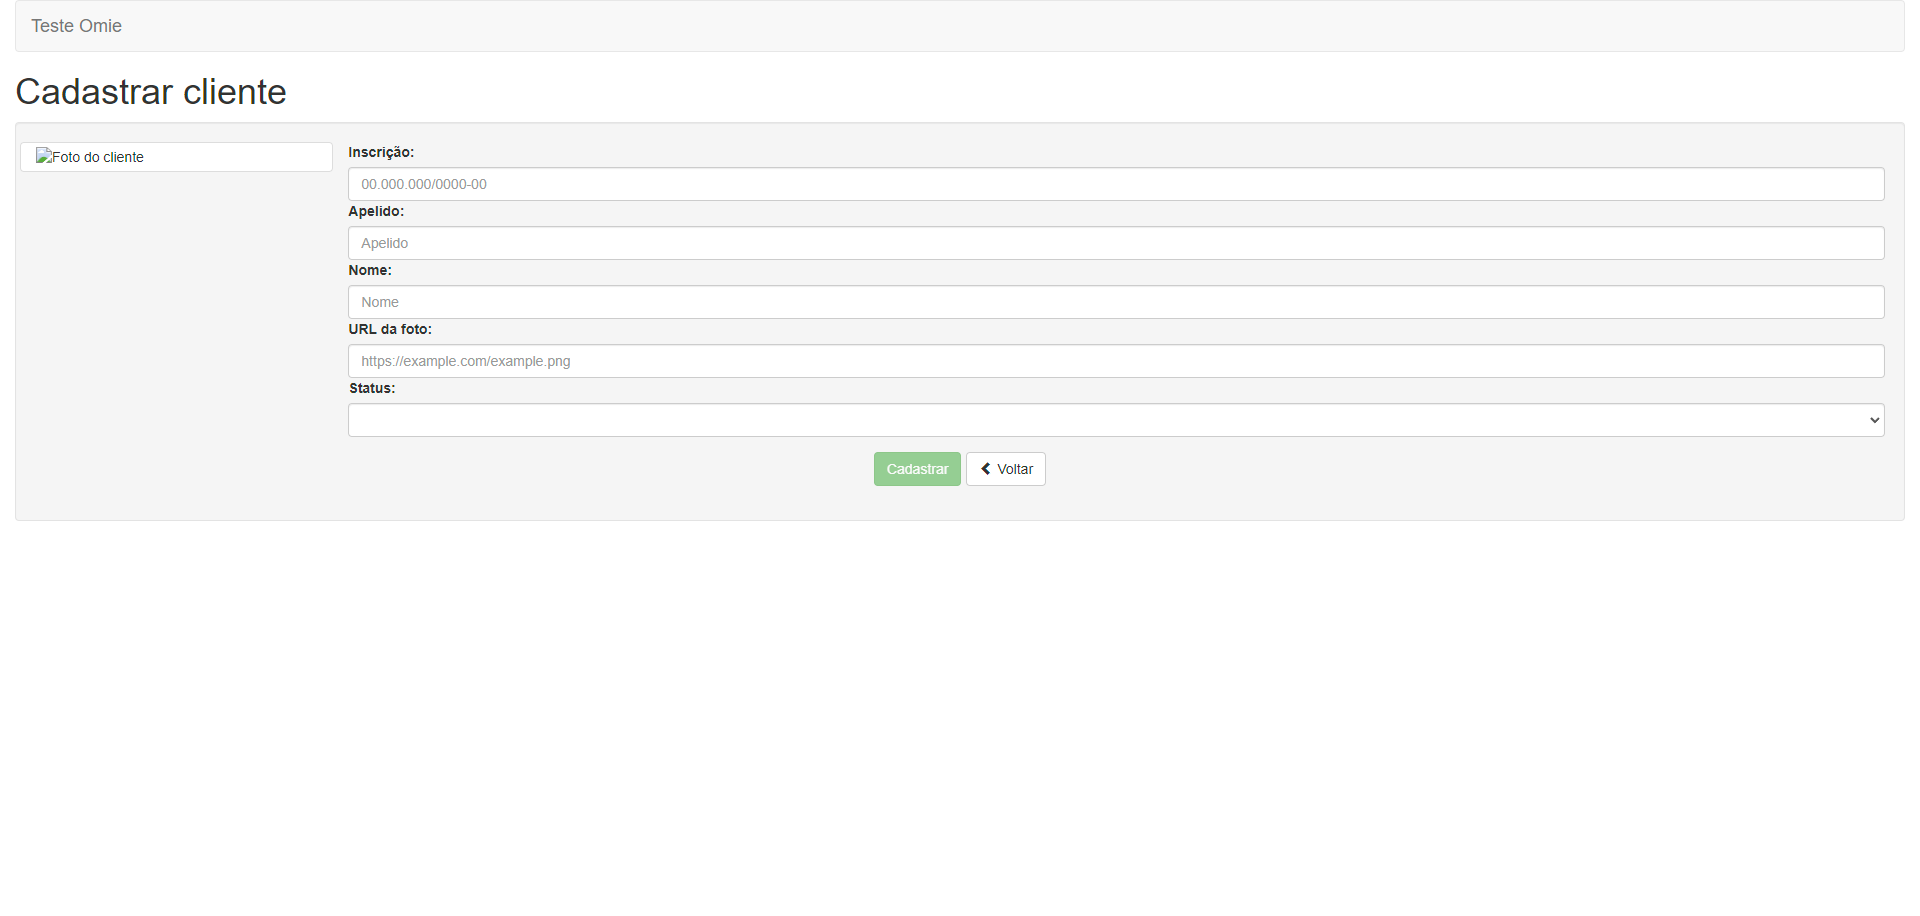 Teste Omie
Cadastrar cliente
Foto do cliente
Inscrição:
00.000.000/0000-00
Apelido:
Apelido
Nome:
Nome
URL da foto:
https://example.com/example.png
Status:
Cadastrar
Voltar